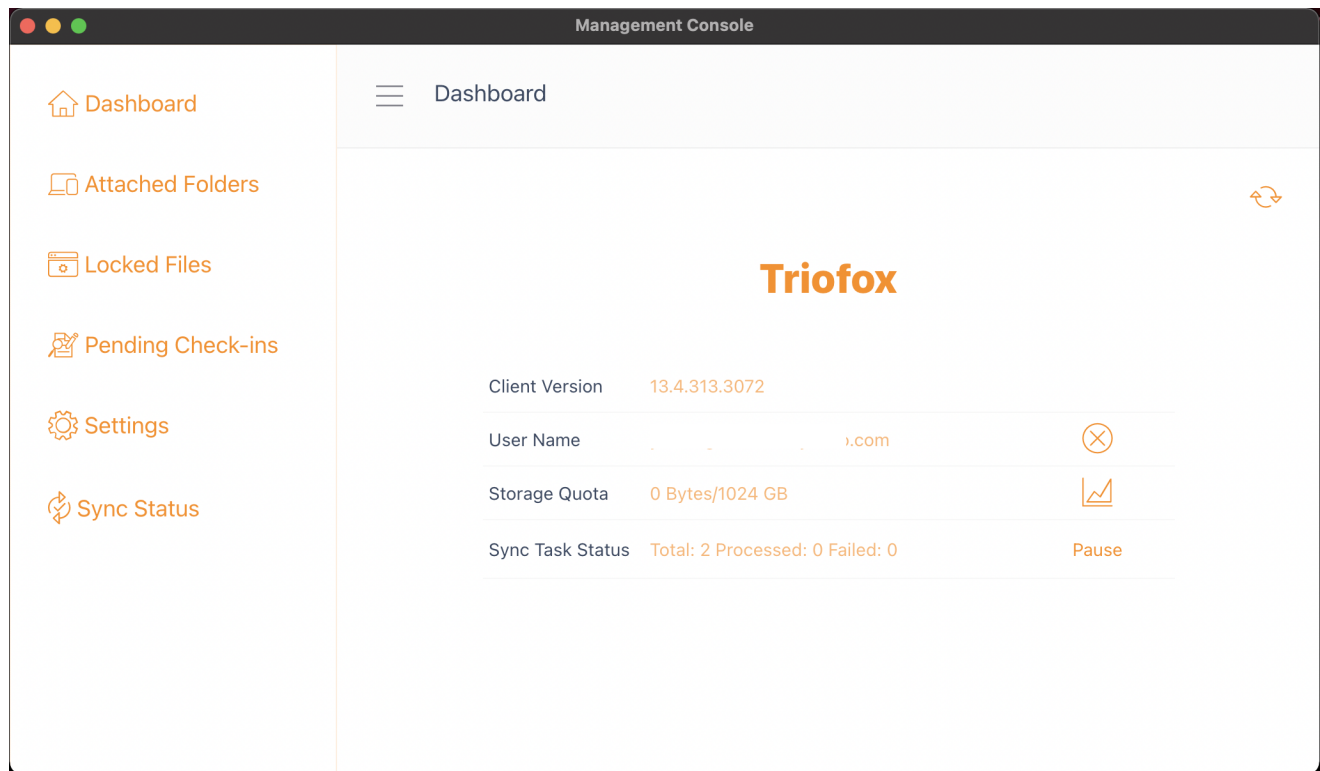 Management Console
Dashboard
Attached Folders
Locked Files
Pending Check-ins
Settings
Sync Status
Dashboard
Triofox
Client Version 13.4.313.3072
User Name .com
Storage Quota 0 Bytes/1024 GB
Sync Task Status Total: 2 Processed: 0 Failed: 0 Pause